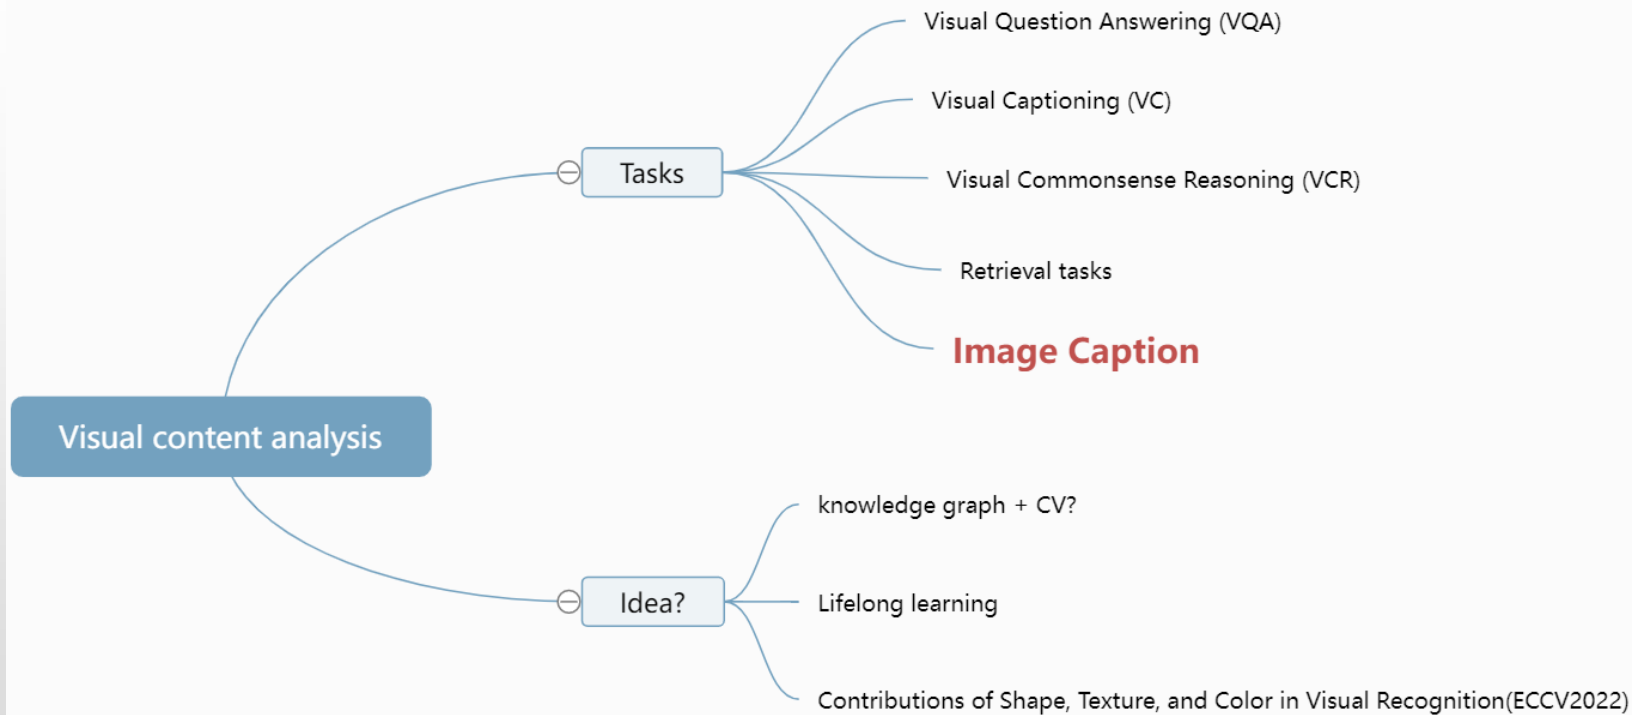 Visual content analysis
Tasks
Visual Question Answering (VQA)
Visual Captioning (VC)
Visual Commonsense Reasoning (VCR)
Retrieval tasks
Image Caption
Idea?
knowledge graph + CV?
Lifelong learning
Contributions of Shape, Texture, and Color in Visual Recognition(ECCV2022)